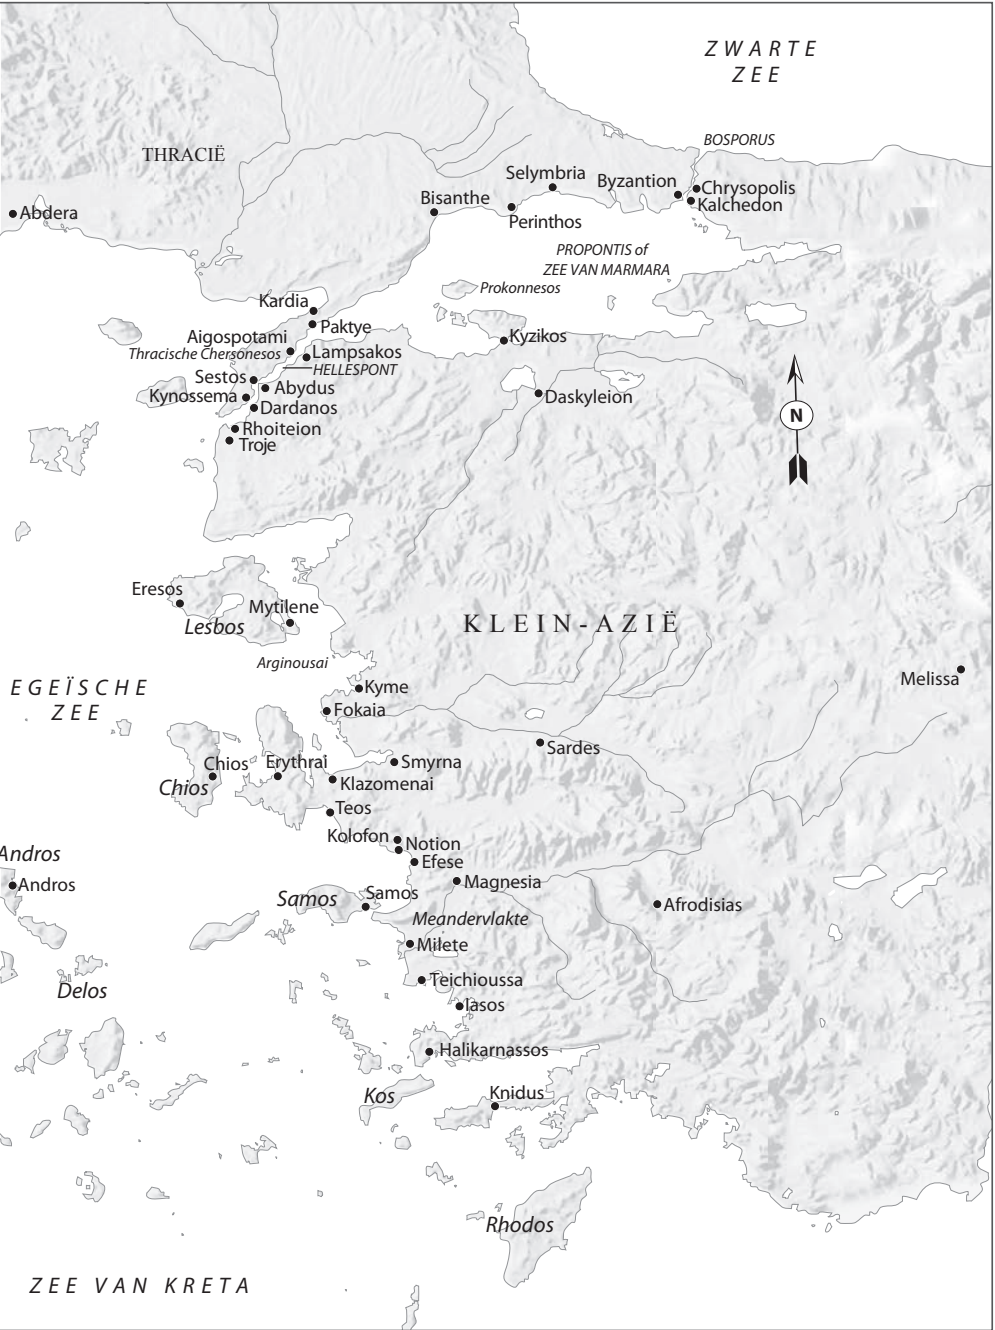 ZWARTE
ZEE
BOSPORUS
THRACIË
Selymbria
Byzantion
Chrysopolis
Bisanthe
Kalchedon
Abdera
Perinthos
PROPONTIS of
ZEE VAN MARMARA
Prokonnesos
Kardia
Paktye
Aigospotami
Kyzikos
Thracische Chersonesos
Lampsakos
HELLESPONT
Sestos
Abydus
Kynossema
Daskyleion
Dardanos
N
Rhoiteion
Troje
Eresos
Mytilene
Lesbos
KLEIN-AZIË
Arginousai
Melissa
EGEÏSCHE
ZEE
Kyme
Fokaia
Sardes
Chios
Erythrai
Smyrna
Chios
Klazomenai
Teos
Kolofon
Notion
Andros
Efese
Andros
Magnesia
Samos
Samos
Afrodisias
Meandervlakte
Milete
Teichioussa
Delos
Iasos
Halikarnassos
Kos
Knidus
Rhodos
ZEE VAN KRETA